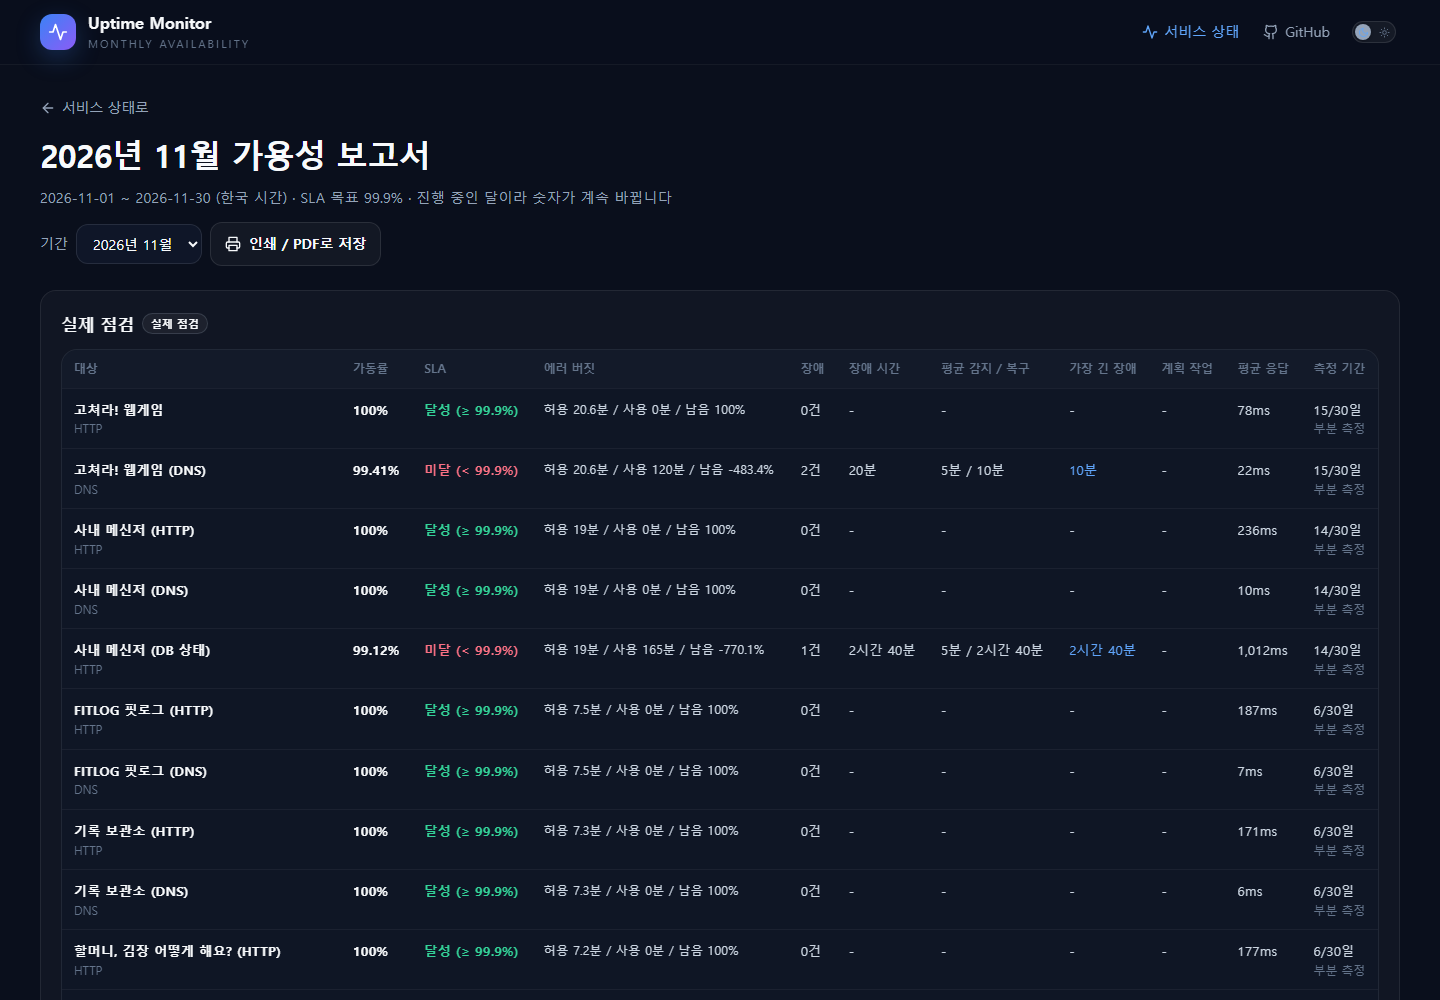 Uptime Monitor
MONTHLY AVAILABILITY
서비스 상태
GitHub
서비스 상태로
2026년 11월 가용성 보고서
2026-11-01 ~ 2026-11-30 (한국 시간) · SLA 목표 99.9% · 진행 중인 달이라 숫자가 계속 바뀝니다
기간 2026년 11월 인쇄 / PDF로 저장
실제 점검 실제 점검
대상 가동률 SLA 에러 버짓 장애 장애 시간 평균 감지 / 복구 가장 긴 장애 계획 작업 평균 응답 측정 기간
고쳐라! 웹게임 100% 달성 (≥ 99.9%) 허용 20.6분 / 사용 0분 / 남음 100% 0건 - - - - 78ms 15/30일
HTTP 부분 측정
고쳐라! 웹게임 (DNS) 99.41% 미달 (< 99.9%) 허용 20.6분 / 사용 120분 / 남음 -483.4% 2건 20분 5분 / 10분 10분 - 22ms 15/30일
DNS 부분 측정
사내 메신저 (HTTP) 100% 달성 (≥ 99.9%) 허용 19분 / 사용 0분 / 남음 100% 0건 - - - - 236ms 14/30일
HTTP 부분 측정
사내 메신저 (DNS) 100% 달성 (≥ 99.9%) 허용 19분 / 사용 0분 / 남음 100% 0건 - - - - 10ms 14/30일
DNS 부분 측정
사내 메신저 (DB 상태) 99.12% 미달 (< 99.9%) 허용 19분 / 사용 165분 / 남음 -770.1% 1건 2시간 40분 5분 / 2시간 40분 2시간 40분 - 1,012ms 14/30일
HTTP 부분 측정
FITLOG 핏로그 (HTTP) 100% 달성 (≥ 99.9%) 허용 7.5분 / 사용 0분 / 남음 100% 0건 - - - - 187ms 6/30일
HTTP 부분 측정
FITLOG 핏로그 (DNS) 100% 달성 (≥ 99.9%) 허용 7.5분 / 사용 0분 / 남음 100% 0건 - - - - 7ms 6/30일
DNS 부분 측정
기록 보관소 (HTTP) 100% 달성 (≥ 99.9%) 허용 7.3분 / 사용 0분 / 남음 100% 0건 - - - - 171ms 6/30일
HTTP 부분 측정
기록 보관소 (DNS) 100% 달성 (≥ 99.9%) 허용 7.3분 / 사용 0분 / 남음 100% 0건 - - - - 6ms 6/30일
DNS 부분 측정
할머니, 김장 어떻게 해요? (HTTP) 100% 달성 (≥ 99.9%) 허용 7.2분 / 사용 0분 / 남음 100% 0건 - - - - 177ms 6/30일
HTTP 부분 측정